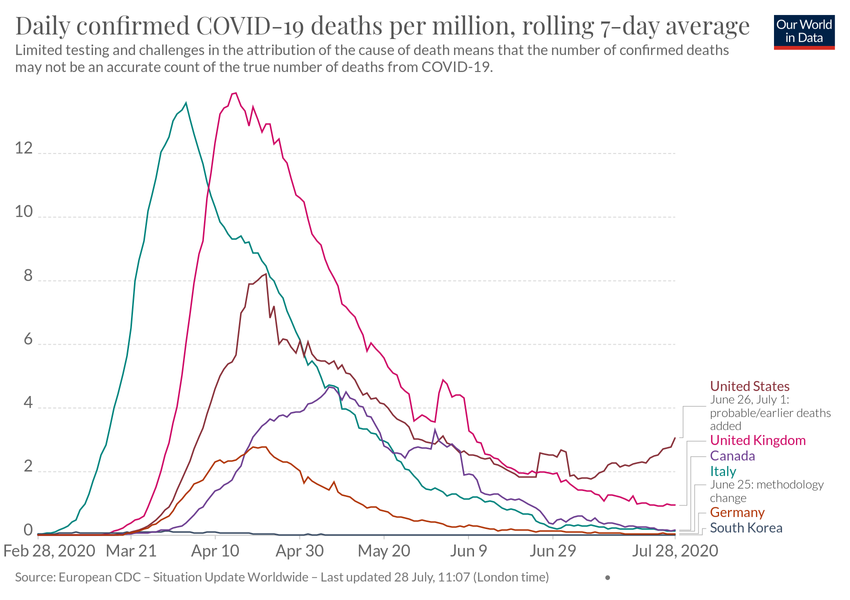 Daily confirmed COVID-19 deaths per million, rolling 7-day average
Our World
in Data
Limited testing and challenges in the attribution of the cause of death means that the number of confirmed deaths
may not be an accurate count of the true number of deaths from COVID-19.
12
10
8
6
4
2
0
United States
June 26, July 1:
probable/earlier deaths
added
United Kingdom
Canada
Italy
June 25: methodology
change
Germany
South Korea
Feb 28, 2020
Mar 21
Apr 10
Apr 30
May 20
Jun 9
Jun 29
Jul 28, 2020
Source: European CDC – Situation Update Worldwide – Last updated 28 July, 11:07 (London time)